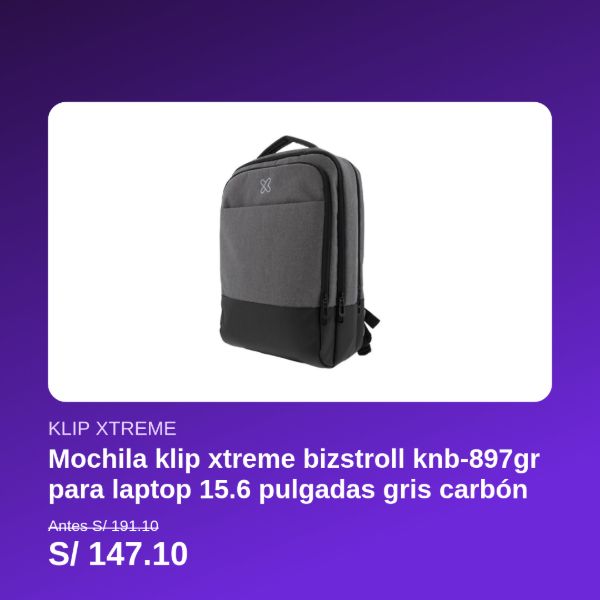 KLIP XTREME
Mochila klip xtreme bizstroll knb-897gr
para laptop 15.6 pulgadas gris carbón
Antes S/ 191.10
S/ 147.10